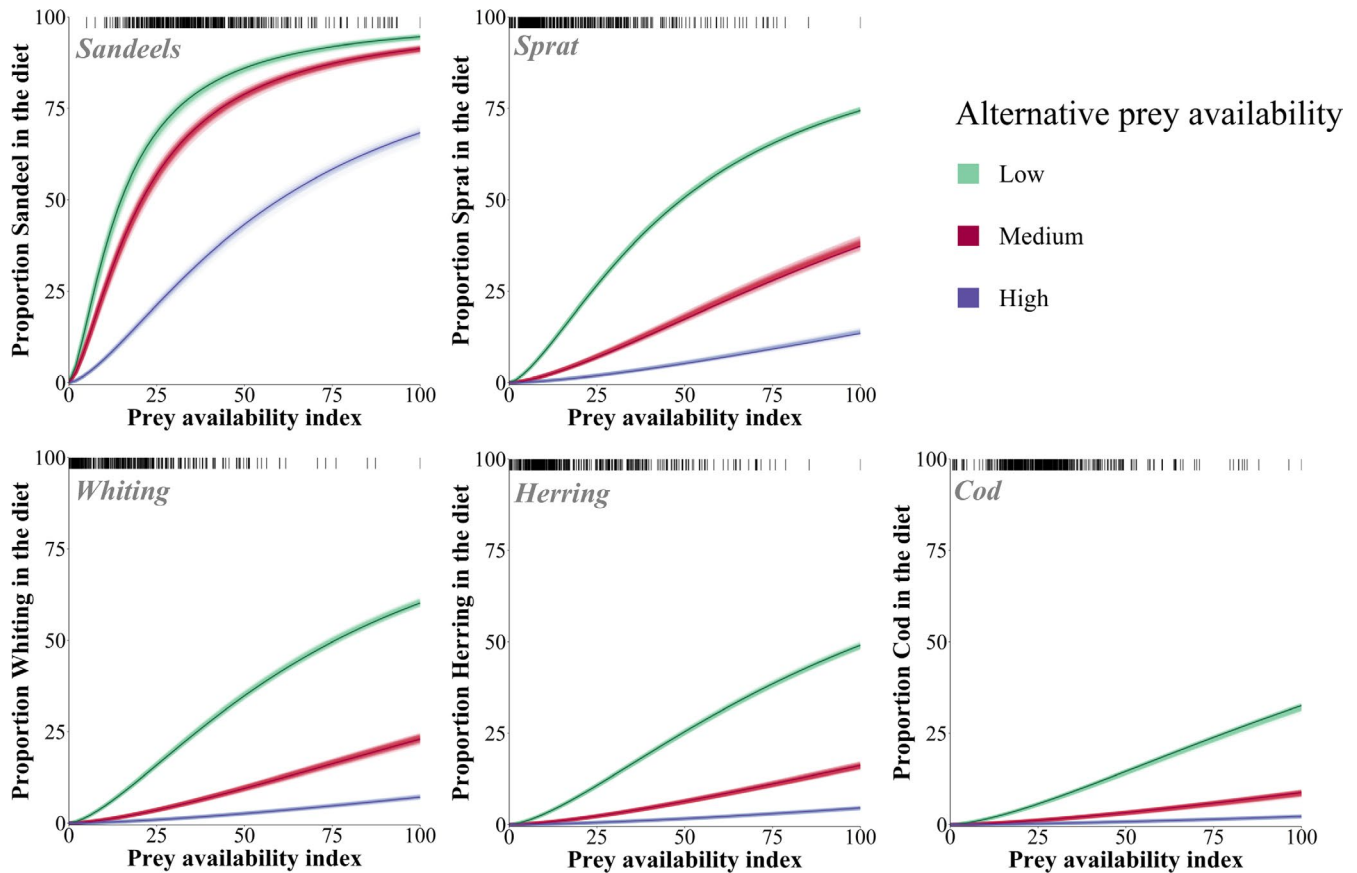 Sandeels
Proportion Sandeel in the diet
100
75
50
25
0
0 25 50 75 100
Prey availability index
Sprat
Proportion Sprat in the diet
100
75
50
25
0
0 25 50 75 100
Prey availability index
Alternative prey availability
Low
Medium
High
Whiting
Proportion Whiting in the diet
100
75
50
25
0
0 25 50 75 100
Prey availability index
Herring
Proportion Herring in the diet
100
75
50
25
0
0 25 50 75 100
Prey availability index
Cod
Proportion Cod in the diet
100
75
50
25
0
0 25 50 75 100
Prey availability index